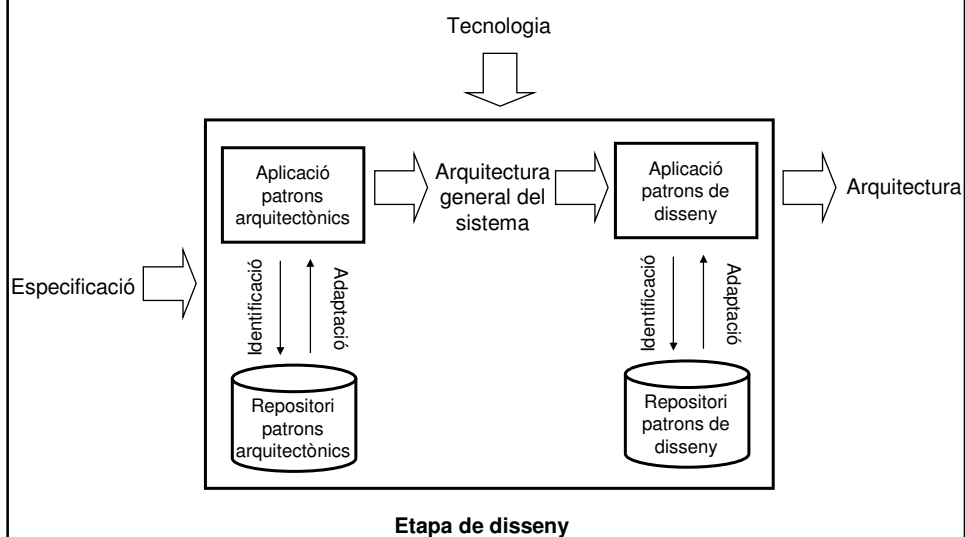 Tecnologia
Aplicació
patrons
arquitectònics
Arquitectura
general del
sistema
Aplicació
patrons de
disseny
Arquitectura
Especificació
Identificació
Adaptació
Identificació
Adaptació
Repositori
patrons
arquitectònics
Repositori
patrons de
disseny
Etapa de disseny